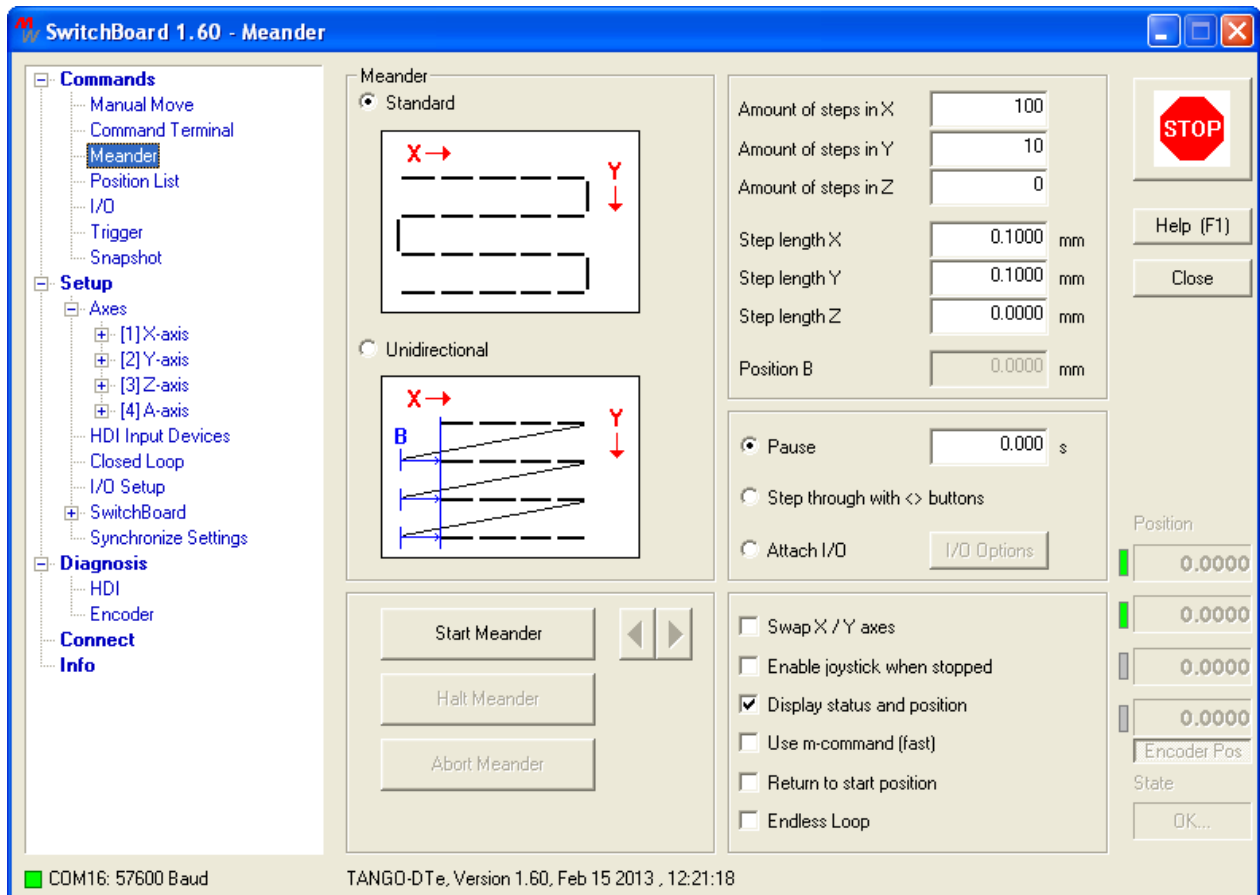 SwitchBoard 1.60 - Meander
Commands
Manual Move
Command Terminal
Meander
Position List
I/O
Trigger
Snapshot
Setup
Axes
[1] X-axis
[2] Y-axis
[3] Z-axis
[4] A-axis
HDI Input Devices
Closed Loop
I/O Setup
SwitchBoard
Synchronize Settings
Diagnosis
HDI
Encoder
Connect
Info
Meander
Standard
X
Y
Unidirectional
X
Y
B
Start Meander
Halt Meander
Abort Meander
Amount of steps in X 100
Amount of steps in Y 10
Amount of steps in Z 0
Step length X 0.1000 mm
Step length Y 0.1000 mm
Step length Z 0.0000 mm
Position B 0.0000 mm
Pause 0.000 s
Step through with <> buttons
Attach I/O I/O Options
Swap X / Y axes
Enable joystick when stopped
Display status and position
Use m-command (fast)
Return to start position
Endless Loop
STOP
Help (F1)
Close
Position
0.0000
0.0000
0.0000
0.0000
Encoder Pos
State
OK...
COM16: 57600 Baud
TANGO-DTe, Version 1.60, Feb 15 2013 , 12:21:18